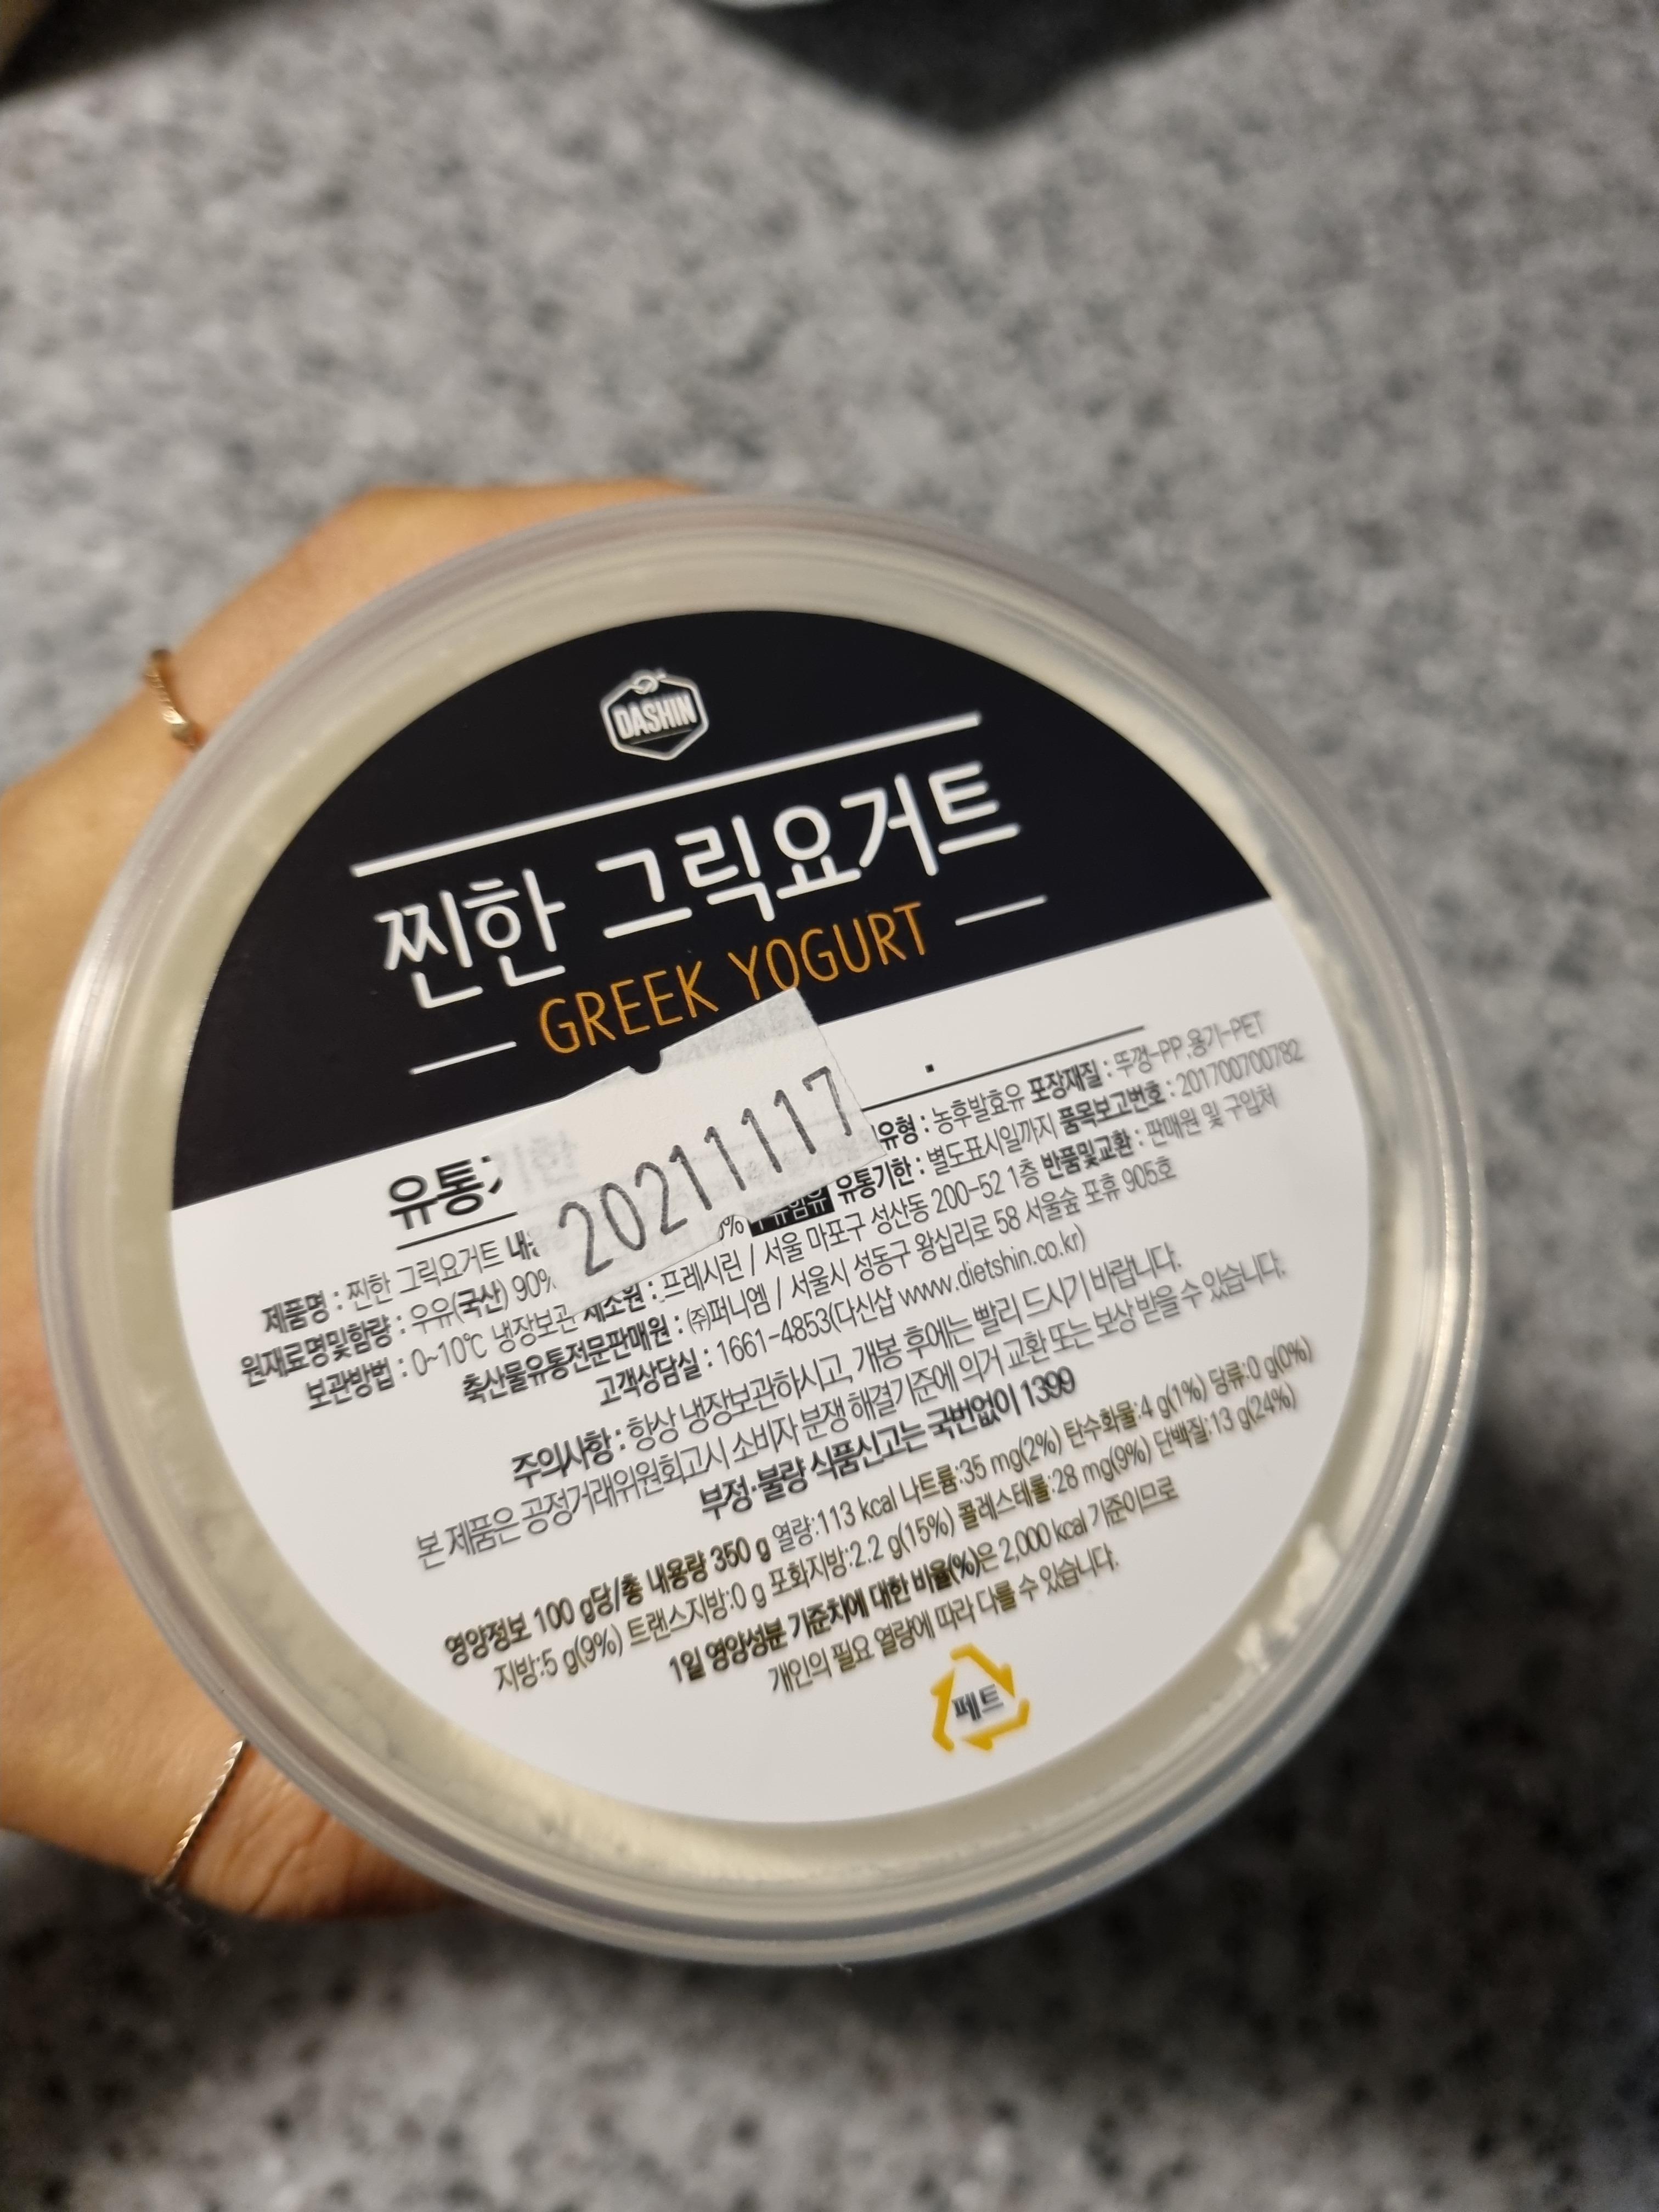 DASHIN
찐한 그릭요거트
GREEK YOGURT
유통기한
20211117
제품명 : 찐한 그릭요거트 유형 : 농후발효유 포장재질 : 뚜껑-PP,용기-PET
원재료명및함량 : 우유(국산) 90% 유통기한 : 별도표시일까지 품목보고번호 : 201700700782
보관방법 : 0~10℃ 냉장보관 제조원 : 프레시린 / 서울 마포구 성산동 200-52 1층 반품및교환 : 판매원 및 구입처
축산물유통전문판매원 : ㈜퍼니엠 / 서울시 성동구 왕십리로 58 서울숲 포휴 905호
고객상담실 : 1661-4853(다신샵 www.dietshin.co.kr)
주의사항 : 항상 냉장보관하시고, 개봉 후에는 빨리 드시기 바랍니다.
본 제품은 공정거래위원회고시 소비자 분쟁 해결기준에 의거 교환 또는 보상 받을 수 있습니다.
부정·불량 식품신고는 국번없이 1399
영양정보 100 g당/총 내용량 350 g 열량:113 kcal 나트륨:35 mg(2%) 탄수화물:4 g(1%) 당류:0 g(0%)
지방:5 g(9%) 트랜스지방:0 g 포화지방:2.2 g(15%) 콜레스테롤:28 mg(9%) 단백질:13 g(24%)
1일 영양성분 기준치에 대한 비율(%)은 2,000 kcal 기준이므로
개인의 필요 열량에 따라 다를 수 있습니다.
페트